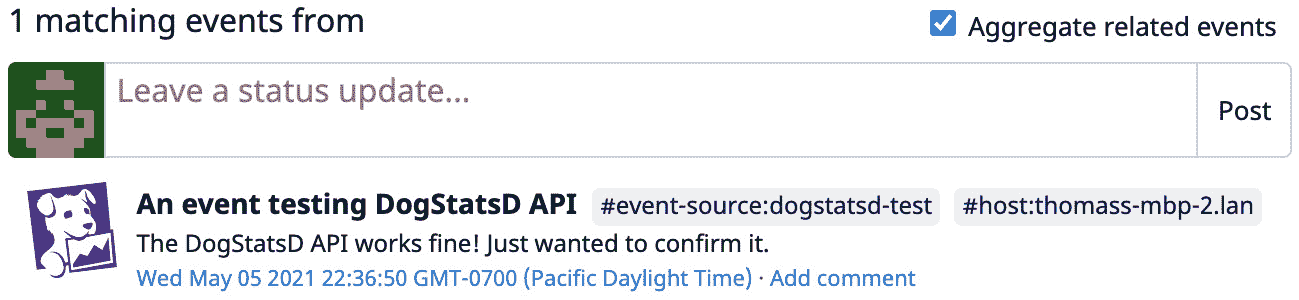 1 matching events from
Aggregate related events
Leave a status update...
Post
An event testing DogStatsD API #event-source:dogstatsd-test #host:thomass-mbp-2.lan
The DogStatsD API works fine! Just wanted to confirm it.
Wed May 05 2021 22:36:50 GMT-0700 (Pacific Daylight Time) · Add comment